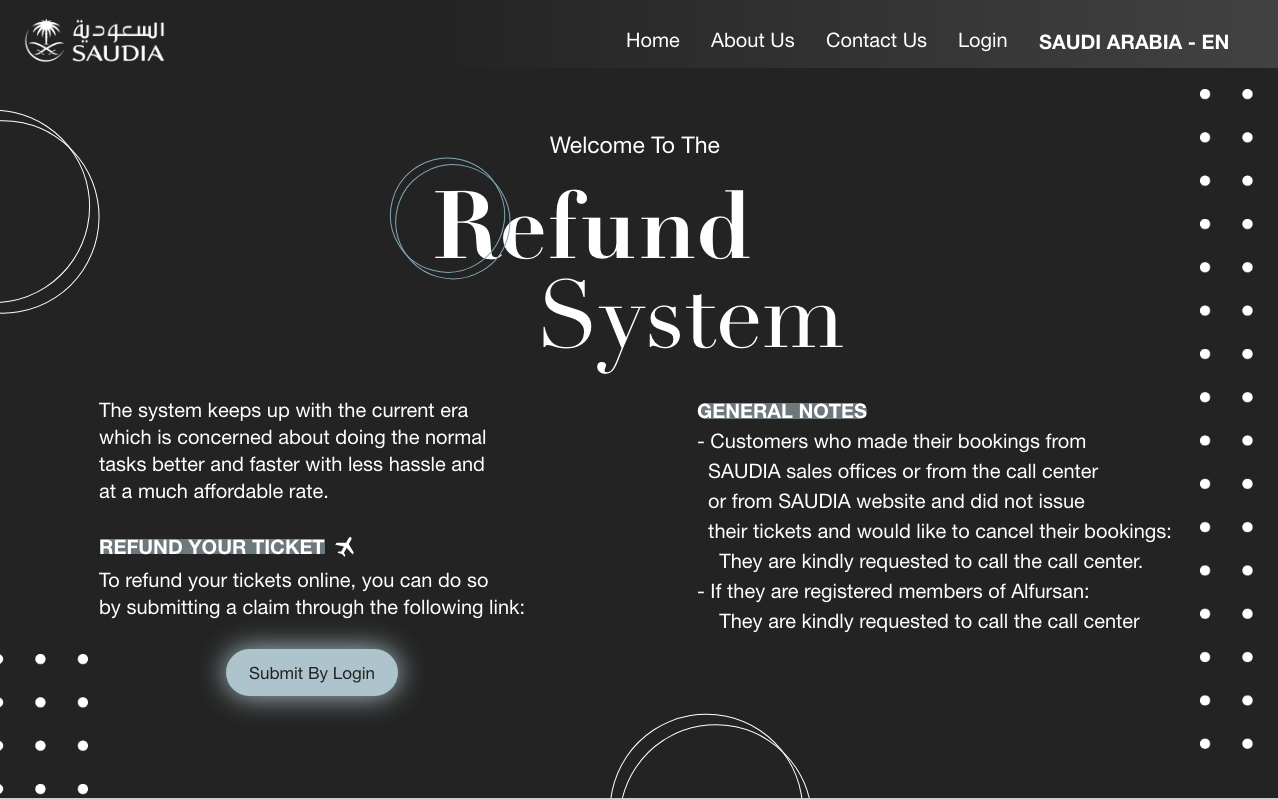 السعودية
SAUDIA
Home About Us Contact Us Login SAUDI ARABIA - EN
Welcome To The
Refund
System
The system keeps up with the current era
which is concerned about doing the normal
tasks better and faster with less hassle and
at a much affordable rate.
REFUND YOUR TICKET
To refund your tickets online, you can do so
by submitting a claim through the following link:
Submit By Login
GENERAL NOTES
- Customers who made their bookings from
SAUDIA sales offices or from the call center
or from SAUDIA website and did not issue
their tickets and would like to cancel their bookings:
They are kindly requested to call the call center.
- If they are registered members of Alfursan:
They are kindly requested to call the call center